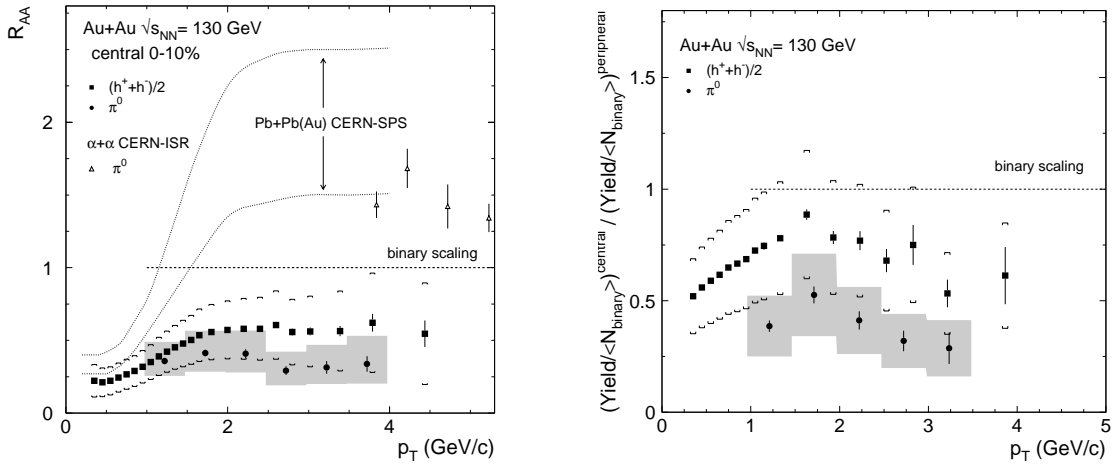 R_AA
Au+Au √s_NN= 130 GeV
central 0-10%
(h⁺+h⁻)/2
π⁰
α+α CERN-ISR
π⁰
Pb+Pb(Au) CERN-SPS
binary scaling
2
1
0
0 2 4
p_T (GeV/c)
(Yield/<N_binary>)^central / (Yield/<N_binary>)^peripheral
Au+Au √s_NN= 130 GeV
(h⁺+h⁻)/2
π⁰
binary scaling
1.5
1
0.5
0
0 1 2 3 4 5
p_T (GeV/c)